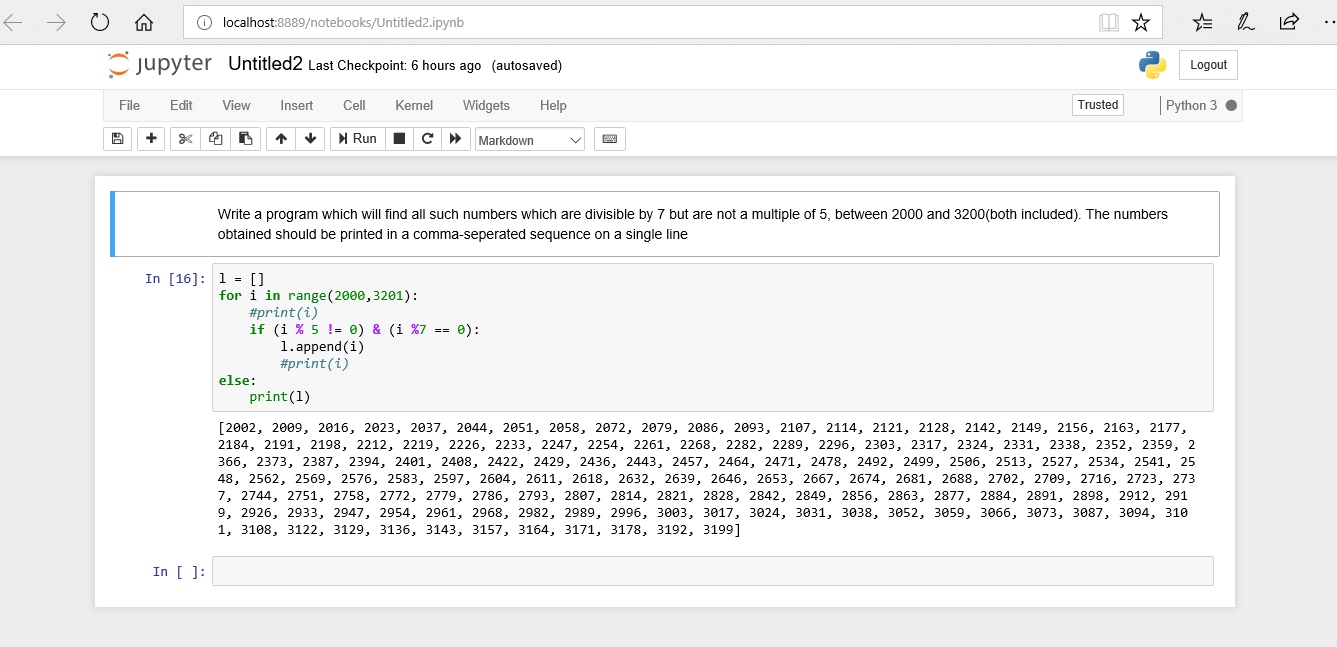 localhost:8889/notebooks/Untitled2.ipynb
jupyter Untitled2 Last Checkpoint: 6 hours ago (autosaved)
Logout
File Edit View Insert Cell Kernel Widgets Help
Trusted
Python 3
Run
Markdown
Write a program which will find all such numbers which are divisible by 7 but are not a multiple of 5, between 2000 and 3200(both included). The numbers
obtained should be printed in a comma-seperated sequence on a single line
In [16]: l = []
for i in range(2000,3201):
    #print(i)
    if (i % 5 != 0) & (i %7 == 0):
        l.append(i)
        #print(i)
else:
    print(l)
[2002, 2009, 2016, 2023, 2037, 2044, 2051, 2058, 2072, 2079, 2086, 2093, 2107, 2114, 2121, 2128, 2142, 2149, 2156, 2163, 2177,
2184, 2191, 2198, 2212, 2219, 2226, 2233, 2247, 2254, 2261, 2268, 2282, 2289, 2296, 2303, 2317, 2324, 2331, 2338, 2352, 2359, 2
366, 2373, 2387, 2394, 2401, 2408, 2422, 2429, 2436, 2443, 2457, 2464, 2471, 2478, 2492, 2499, 2506, 2513, 2527, 2534, 2541, 25
48, 2562, 2569, 2576, 2583, 2597, 2604, 2611, 2618, 2632, 2639, 2646, 2653, 2667, 2674, 2681, 2688, 2702, 2709, 2716, 2723, 273
7, 2744, 2751, 2758, 2772, 2779, 2786, 2793, 2807, 2814, 2821, 2828, 2842, 2849, 2856, 2863, 2877, 2884, 2891, 2898, 2912, 291
9, 2926, 2933, 2947, 2954, 2961, 2968, 2982, 2989, 2996, 3003, 3017, 3024, 3031, 3038, 3052, 3059, 3066, 3073, 3087, 3094, 310
1, 3108, 3122, 3129, 3136, 3143, 3157, 3164, 3171, 3178, 3192, 3199]
In [ ]: